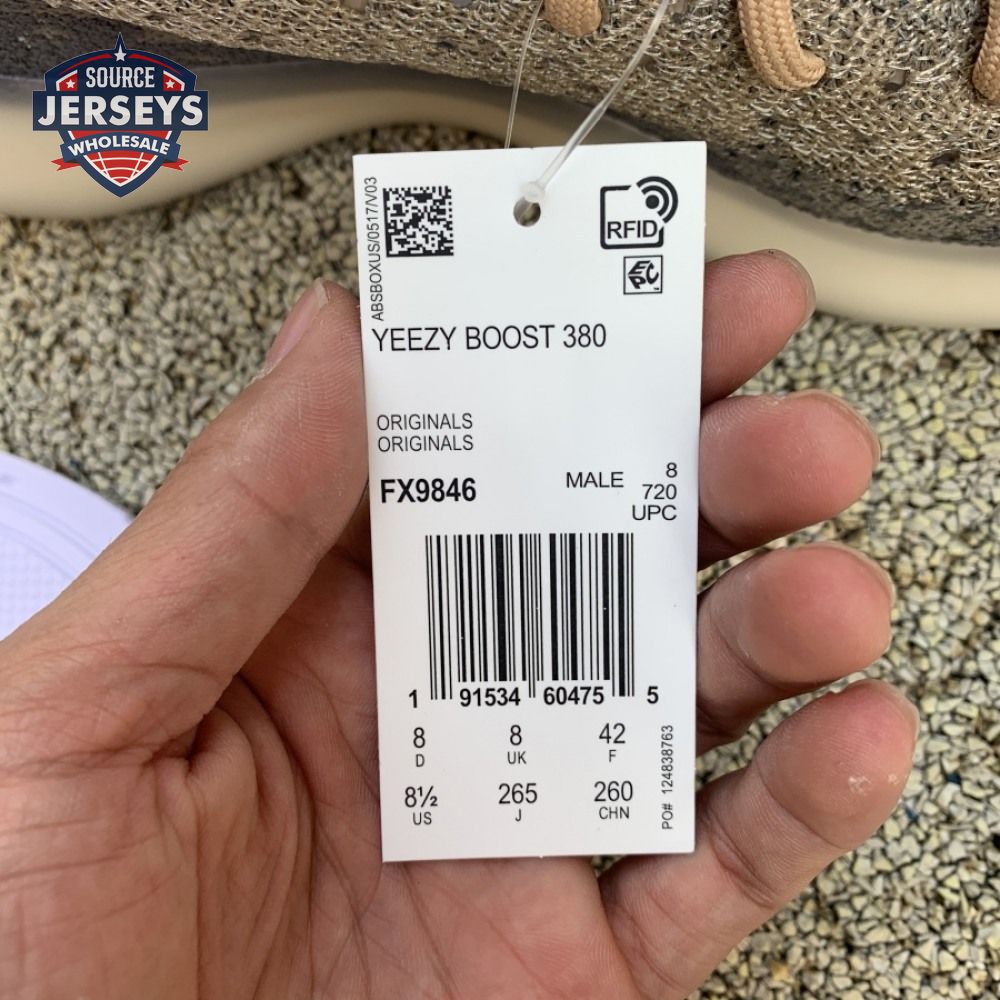 SOURCE
JERSEYS
WHOLESALE
ABSBOXUS/0517/V03
RFID
EPC
YEEZY BOOST 380
ORIGINALS
ORIGINALS
FX9846
MALE 8
720
UPC
1 91534 60475 5
8 8 42
D UK F
8½ 265 260
US J CHN
PO# 124838763